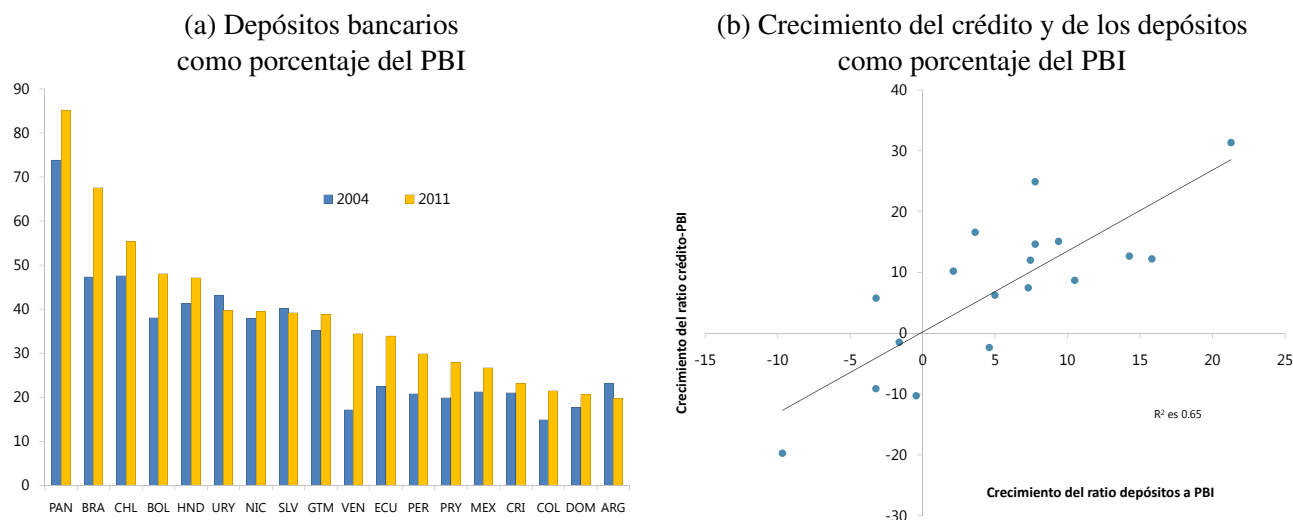 (a) Depósitos bancarios
como porcentaje del PBI
90
80
70
60
50
40
30
20
10
0
2004 2011
PAN BRA CHL BOL HND URY NIC SLV GTM VEN ECU PER PRY MEX CRI COL DOM ARG
(b) Crecimiento del crédito y de los depósitos
como porcentaje del PBI
Crecimiento del ratio crédito-PBI
40
30
20
10
0
-10
-20
-30
-15 -10 -5 0 5 10 15 20 25
R² es 0.65
Crecimiento del ratio depósitos a PBI